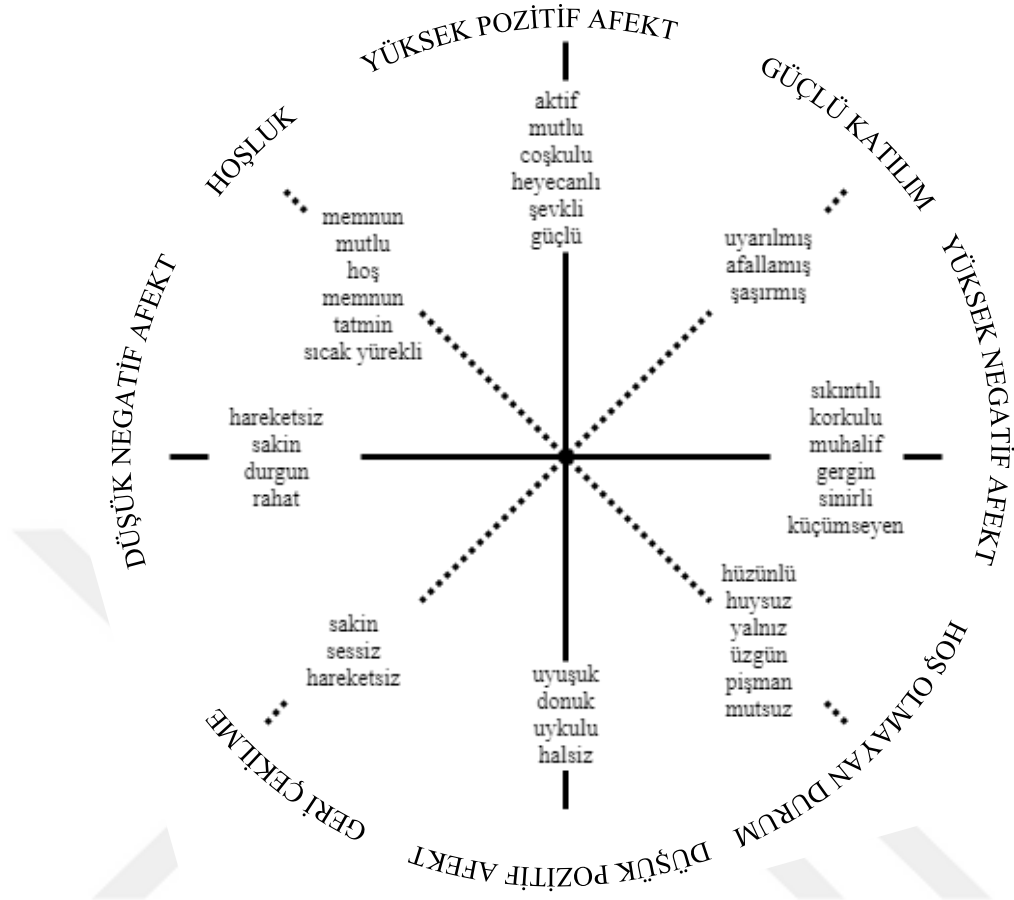 YÜKSEK POZİTİF AFEKT
aktif
mutlu
coşkulu
heyecanlı
şevkli
güçlü
GÜÇLÜ KATILIM
uyarılmış
afallamış
şaşırmış
YÜKSEK NEGATİF AFEKT
sıkıntılı
korkulu
muhalif
gergin
sinirli
küçümseyen
HOŞ OLMAYAN DURUM
hüzünlü
huysuz
yalnız
üzgün
pişman
mutsuz
DÜŞÜK POZİTİF AFEKT
uyuşuk
donuk
uykulu
halsiz
GERİ ÇEKİLME
sakin
sessiz
hareketsiz
DÜŞÜK NEGATİF AFEKT
hareketsiz
sakin
durgun
rahat
HOŞLUK
memnun
mutlu
hoş
memnun
tatmin
sıcak yürekli